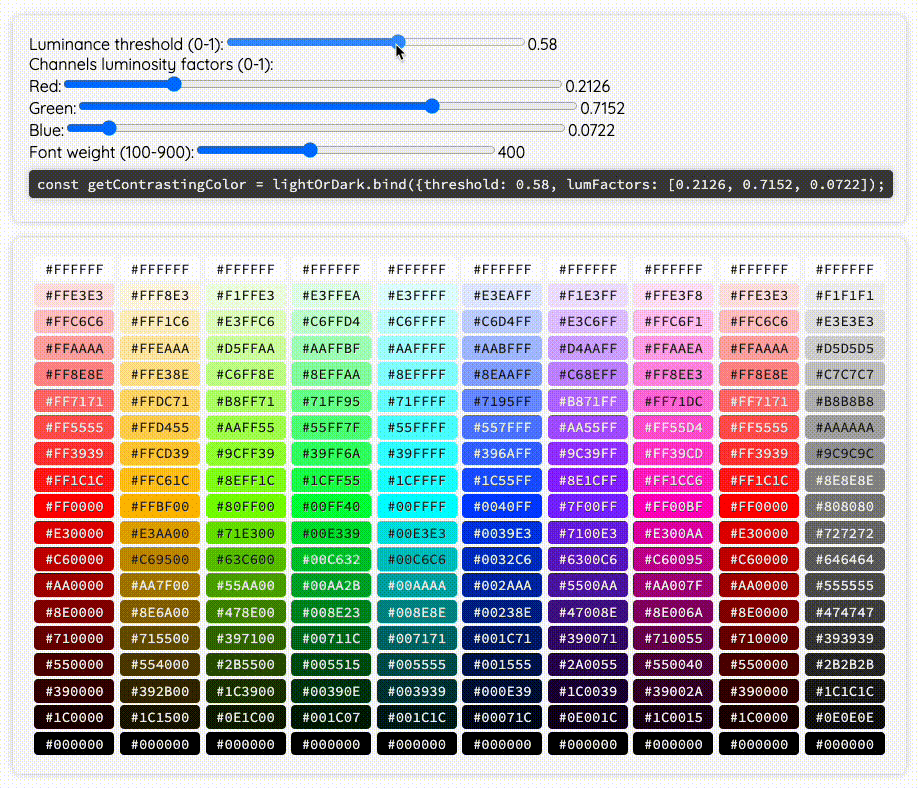 Luminance threshold (0-1): 0.58
Channels luminosity factors (0-1):
Red: 0.2126
Green: 0.7152
Blue: 0.0722
Font weight (100-900): 400
const getContrastingColor = lightOrDark.bind({threshold: 0.58, lumFactors: [0.2126, 0.7152, 0.0722]});
#FFFFFF #FFFFFF #FFFFFF #FFFFFF #FFFFFF #FFFFFF #FFFFFF #FFFFFF #FFFFFF #FFFFFF
#FFE3E3 #FFF8E3 #F1FFE3 #E3FFEA #E3FFFF #E3EAFF #F1E3FF #FFE3F8 #FFE3E3 #F1F1F1
#FFC6C6 #FFF1C6 #E3FFC6 #C6FFD4 #C6FFFF #C6D4FF #E3C6FF #FFC6F1 #FFC6C6 #E3E3E3
#FFAAAA #FFEAAA #D5FFAA #AAFFBF #AAFFFF #AABFFF #D4AAFF #FFAAEA #FFAAAA #D5D5D5
#FF8E8E #FFE38E #C6FF8E #8EFFAA #8EFFFF #8EAAFF #C68EFF #FF8EE3 #FF8E8E #C7C7C7
#FF7171 #FFDC71 #B8FF71 #71FF95 #71FFFF #7195FF #B871FF #FF71DC #FF7171 #B8B8B8
#FF5555 #FFD455 #AAFF55 #55FF7F #55FFFF #557FFF #AA55FF #FF55D4 #FF5555 #AAAAAA
#FF3939 #FFCD39 #9CFF39 #39FF6A #39FFFF #396AFF #9C39FF #FF39CD #FF3939 #9C9C9C
#FF1C1C #FFC61C #8EFF1C #1CFF55 #1CFFFF #1C55FF #8E1CFF #FF1CC6 #FF1C1C #8E8E8E
#FF0000 #FFBF00 #80FF00 #00FF40 #00FFFF #0040FF #7F00FF #FF00BF #FF0000 #808080
#E30000 #E3AA00 #71E300 #00E339 #00E3E3 #0039E3 #7100E3 #E300AA #E30000 #727272
#C60000 #C69500 #63C600 #00C632 #00C6C6 #0032C6 #6300C6 #C60095 #C60000 #646464
#AA0000 #AA7F00 #55AA00 #00AA2B #00AAAA #002AAA #5500AA #AA007F #AA0000 #555555
#8E0000 #8E6A00 #478E00 #008E23 #008E8E #00238E #47008E #8E006A #8E0000 #474747
#710000 #715500 #397100 #00711C #007171 #001C71 #390071 #710055 #710000 #393939
#550000 #554000 #2B5500 #005515 #005555 #001555 #2A0055 #550040 #550000 #2B2B2B
#390000 #392B00 #1C3900 #00390E #003939 #000E39 #1C0039 #39002A #390000 #1C1C1C
#1C0000 #1C1500 #0E1C00 #001C07 #001C1C #00071C #0E001C #1C0015 #1C0000 #0E0E0E
#000000 #000000 #000000 #000000 #000000 #000000 #000000 #000000 #000000 #000000